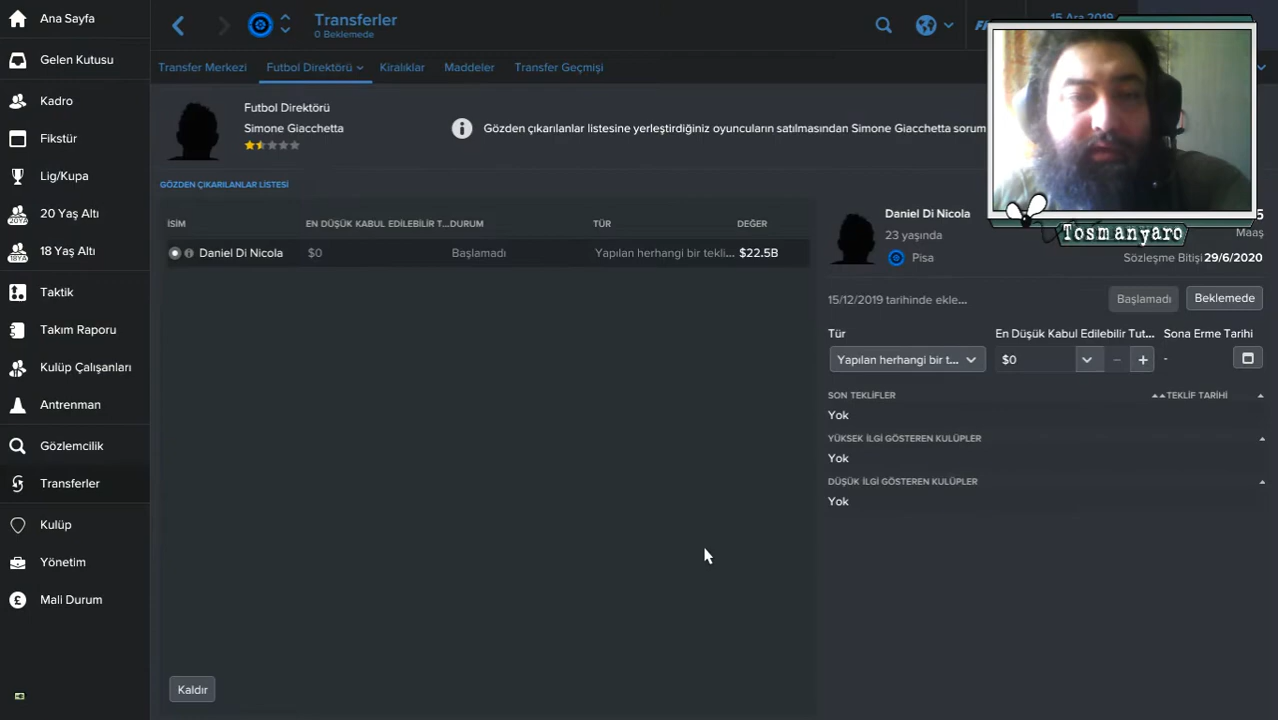 Ana Sayfa
Gelen Kutusu
Kadro
Fikstür
Lig/Kupa
20 Yaş Altı
18 Yaş Altı
Taktik
Takım Raporu
Kulüp Çalışanları
Antrenman
Gözlemcilik
Transferler
Kulüp
Yönetim
Mali Durum
Transferler
0 Beklemede
15 Ara 2019
Transfer Merkezi
Futbol Direktörü
Kiralıklar
Maddeler
Transfer Geçmişi
Futbol Direktörü
Simone Giacchetta
Gözden çıkarılanlar listesine yerleştirdiğiniz oyuncuların satılmasından Simone Giacchetta sorum
GÖZDEN ÇIKARILANLAR LİSTESİ
İSİM EN DÜŞÜK KABUL EDİLEBİLİR T... DURUM TÜR DEĞER
Daniel Di Nicola $0 Başlamadı Yapılan herhangi bir tekli... $22.5B
Kaldır
Tosmanyaro
Daniel Di Nicola
23 yaşında
Maaş
Pisa
Sözleşme Bitişi 29/6/2020
15/12/2019 tarihinde ekle...
Başlamadı
Beklemede
Tür En Düşük Kabul Edilebilir Tut... Sona Erme Tarihi
Yapılan herhangi bir t... $0 -
SON TEKLİFLER TEKLİF TARİHİ
Yok
YÜKSEK İLGİ GÖSTEREN KULÜPLER
Yok
DÜŞÜK İLGİ GÖSTEREN KULÜPLER
Yok